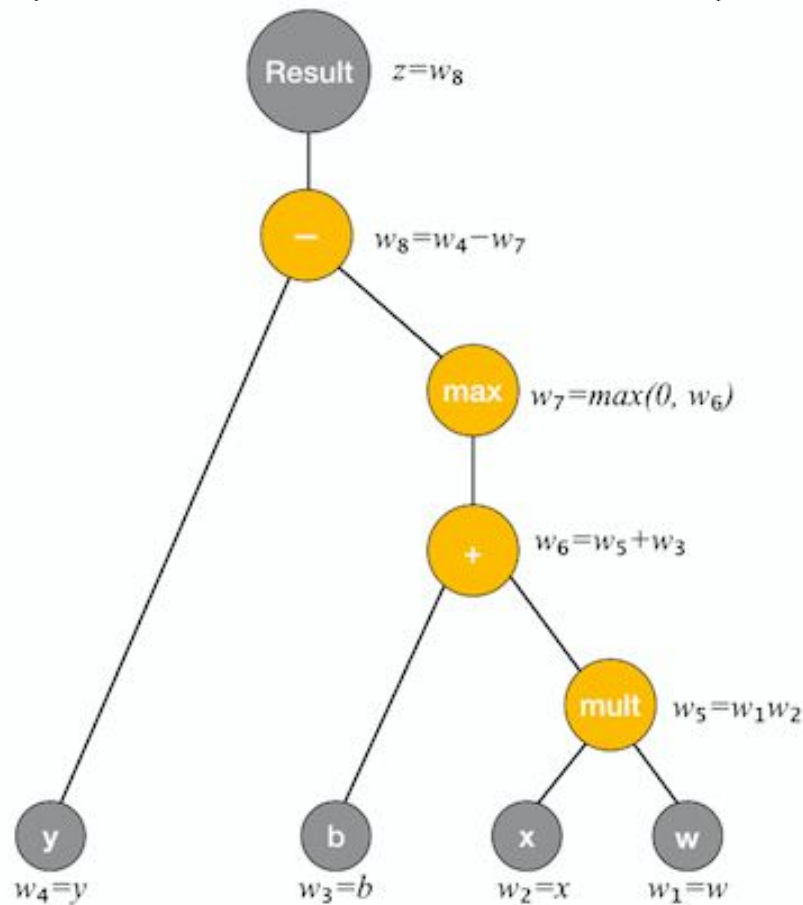 Result z=w₈
− w₈=w₄−w₇
max w₇=max(0, w₆)
+ w₆=w₅+w₃
mult w₅=w₁w₂
y b x w
w₄=y w₃=b w₂=x w₁=w